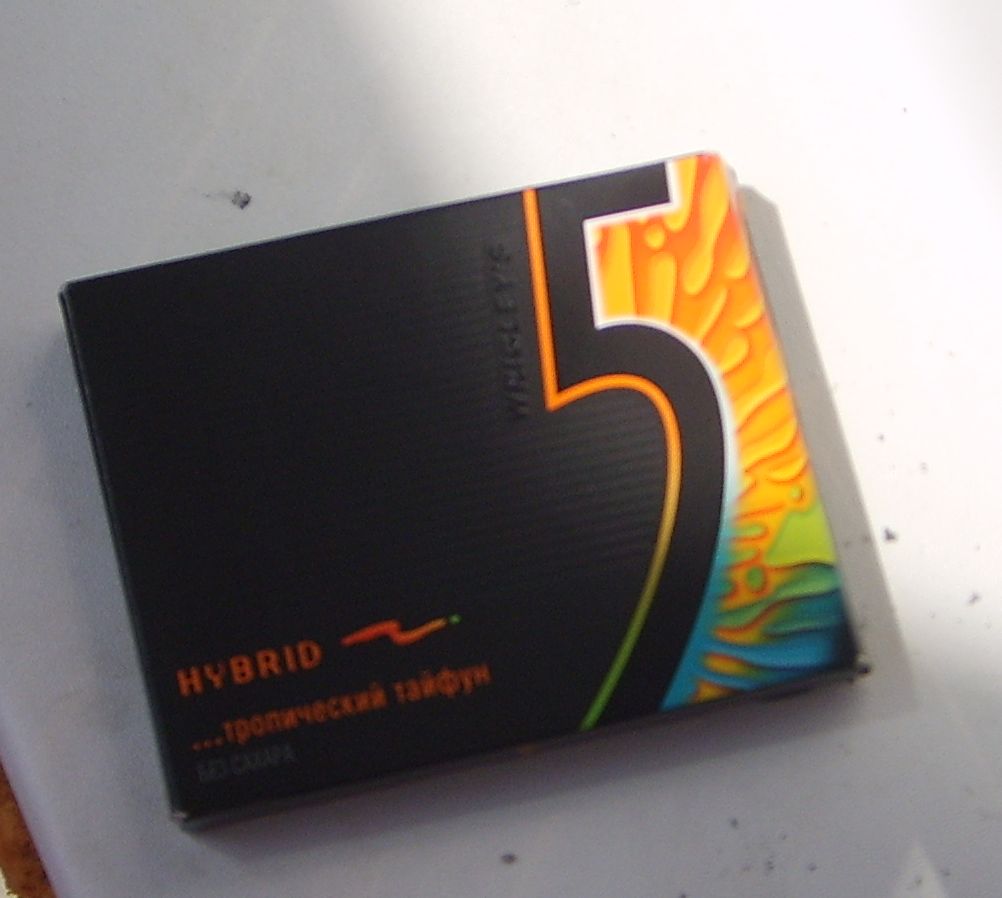 WRIGLEY'S
5
HYBRID
...тропический тайфун
БЕЗ САХАРА